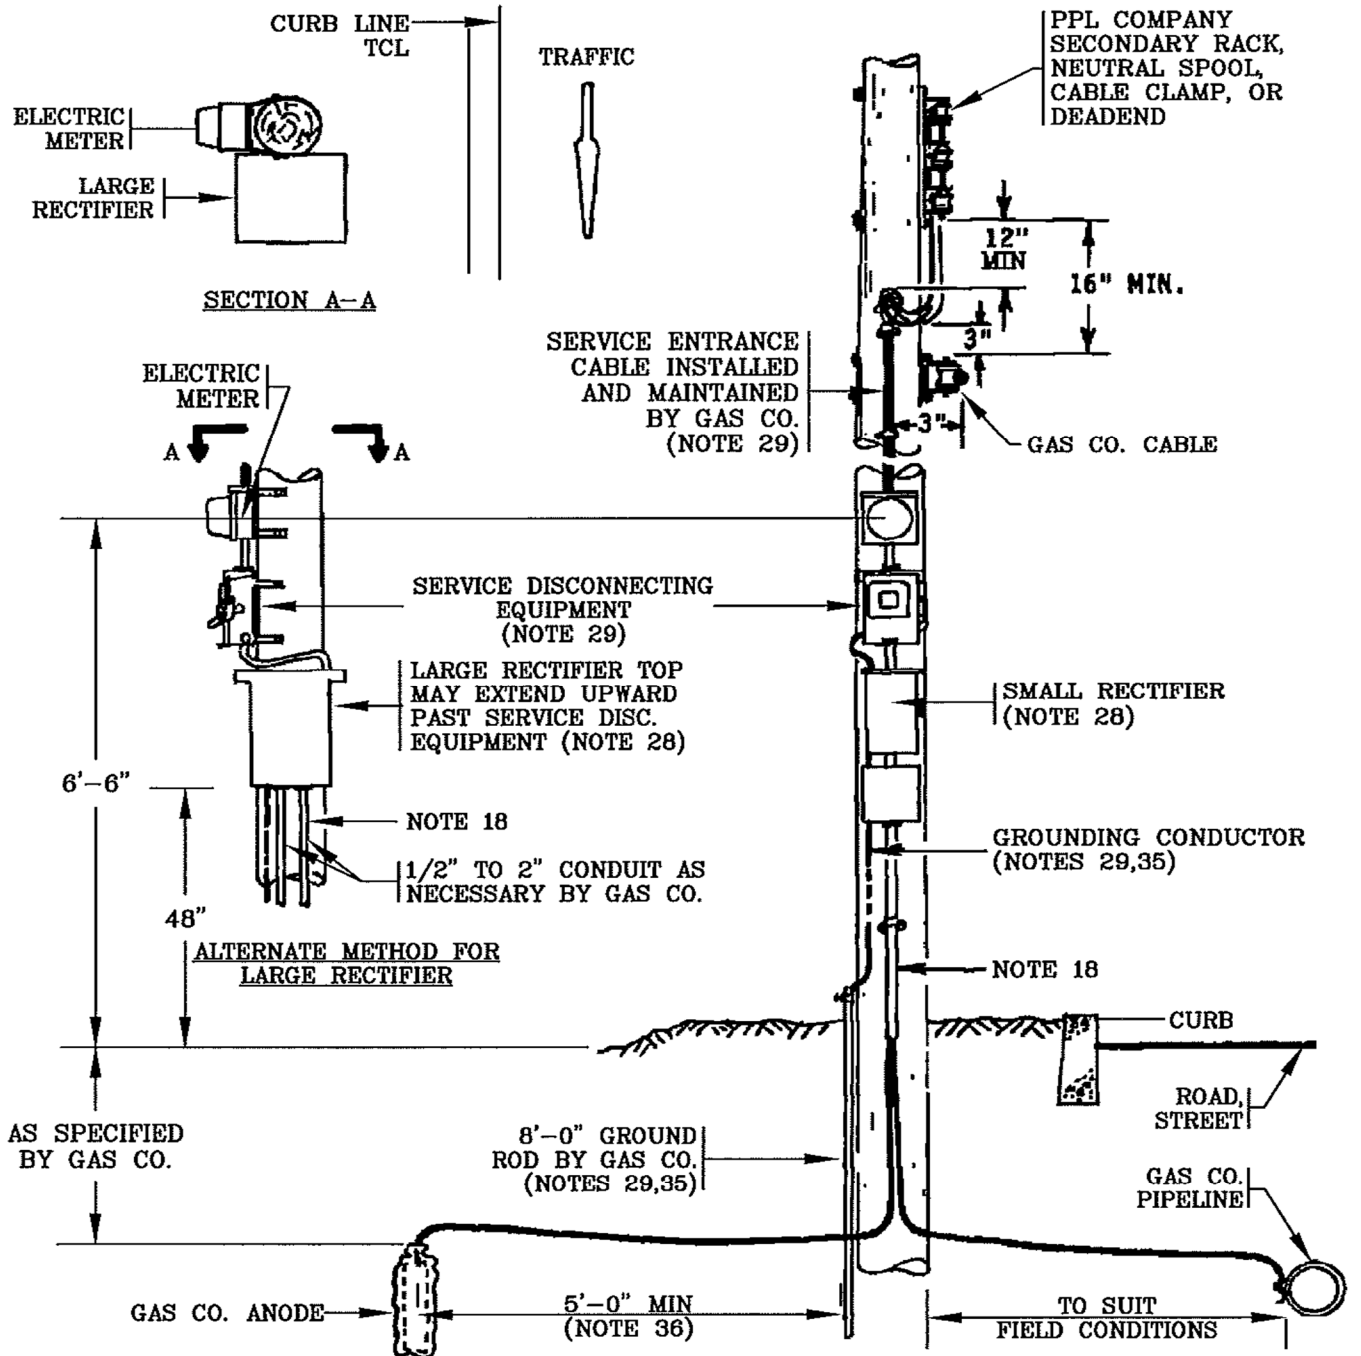 CURB LINE
TCL
TRAFFIC
PPL COMPANY
SECONDARY RACK,
NEUTRAL SPOOL,
CABLE CLAMP, OR
DEADEND
ELECTRIC
METER
LARGE
RECTIFIER
SECTION A-A
12"
MIN
16" MIN.
3"
SERVICE ENTRANCE
CABLE INSTALLED
AND MAINTAINED
BY GAS CO.
(NOTE 29)
3"
GAS CO. CABLE
ELECTRIC
METER
A
A
SERVICE DISCONNECTING
EQUIPMENT
(NOTE 29)
LARGE RECTIFIER TOP
MAY EXTEND UPWARD
PAST SERVICE DISC.
EQUIPMENT (NOTE 28)
SMALL RECTIFIER
(NOTE 28)
6'-6"
NOTE 18
1/2" TO 2" CONDUIT AS
NECESSARY BY GAS CO.
GROUNDING CONDUCTOR
(NOTES 29,35)
48"
ALTERNATE METHOD FOR
LARGE RECTIFIER
NOTE 18
CURB
ROAD,
STREET
AS SPECIFIED
BY GAS CO.
8'-0" GROUND
ROD BY GAS CO.
(NOTES 29,35)
GAS CO.
PIPELINE
GAS CO. ANODE
5'-0" MIN
(NOTE 36)
TO SUIT
FIELD CONDITIONS